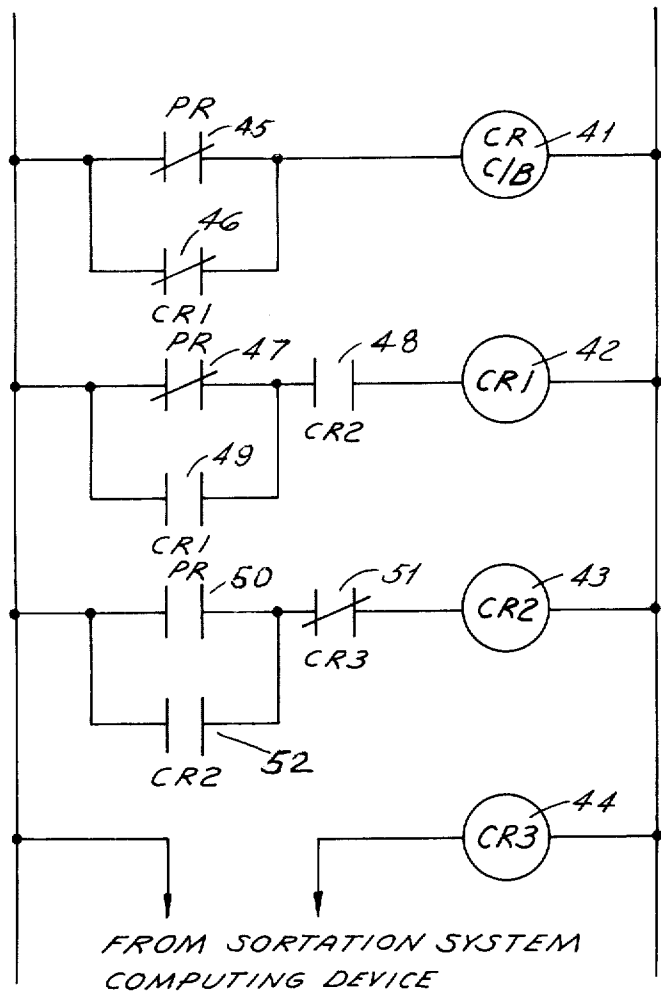 PR
45
CR
C/B
41
46
CR1
PR
47
48
CR2
CR1
42
49
CR1
PR
50
51
CR3
CR2
43
CR2
52
CR3
44
FROM SORTATION SYSTEM
COMPUTING DEVICE